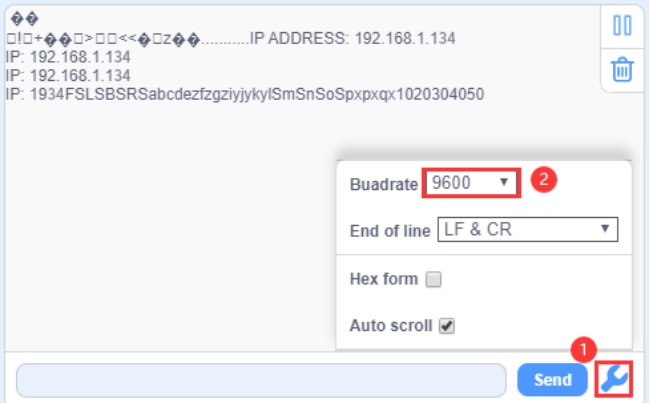 ��
□!□+��□>□□<<�□z��...........IP ADDRESS: 192.168.1.134
IP: 192.168.1.134
IP: 192.168.1.134
IP: 1934FSLSBSRSabcdezfzgziyjykylSmSnSoSpxpxqx1020304050
Buadrate 9600 2
End of line LF & CR
Hex form
Auto scroll
1
Send